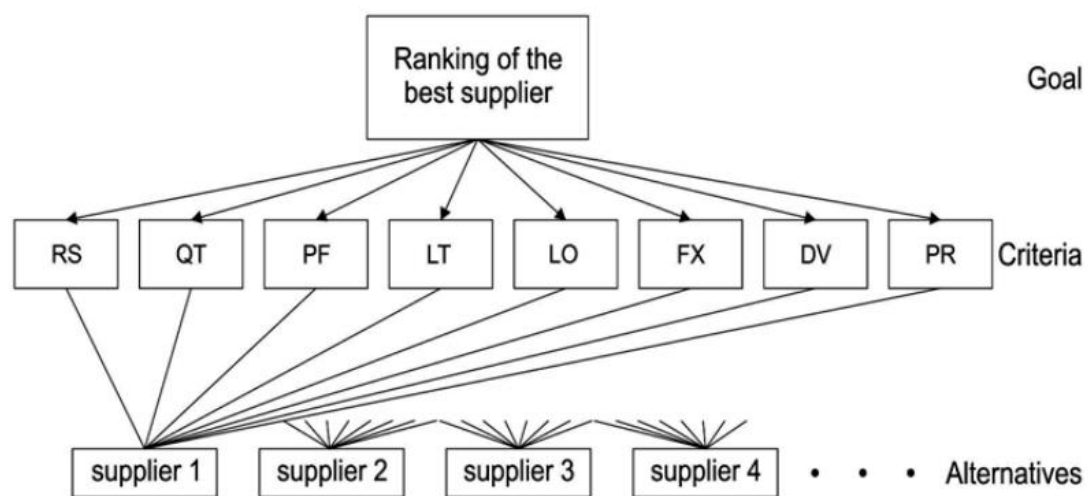 Ranking of the
best supplier
Goal
RS
QT
PF
LT
LO
FX
DV
PR
Criteria
supplier 1
supplier 2
supplier 3
supplier 4
• • •
Alternatives